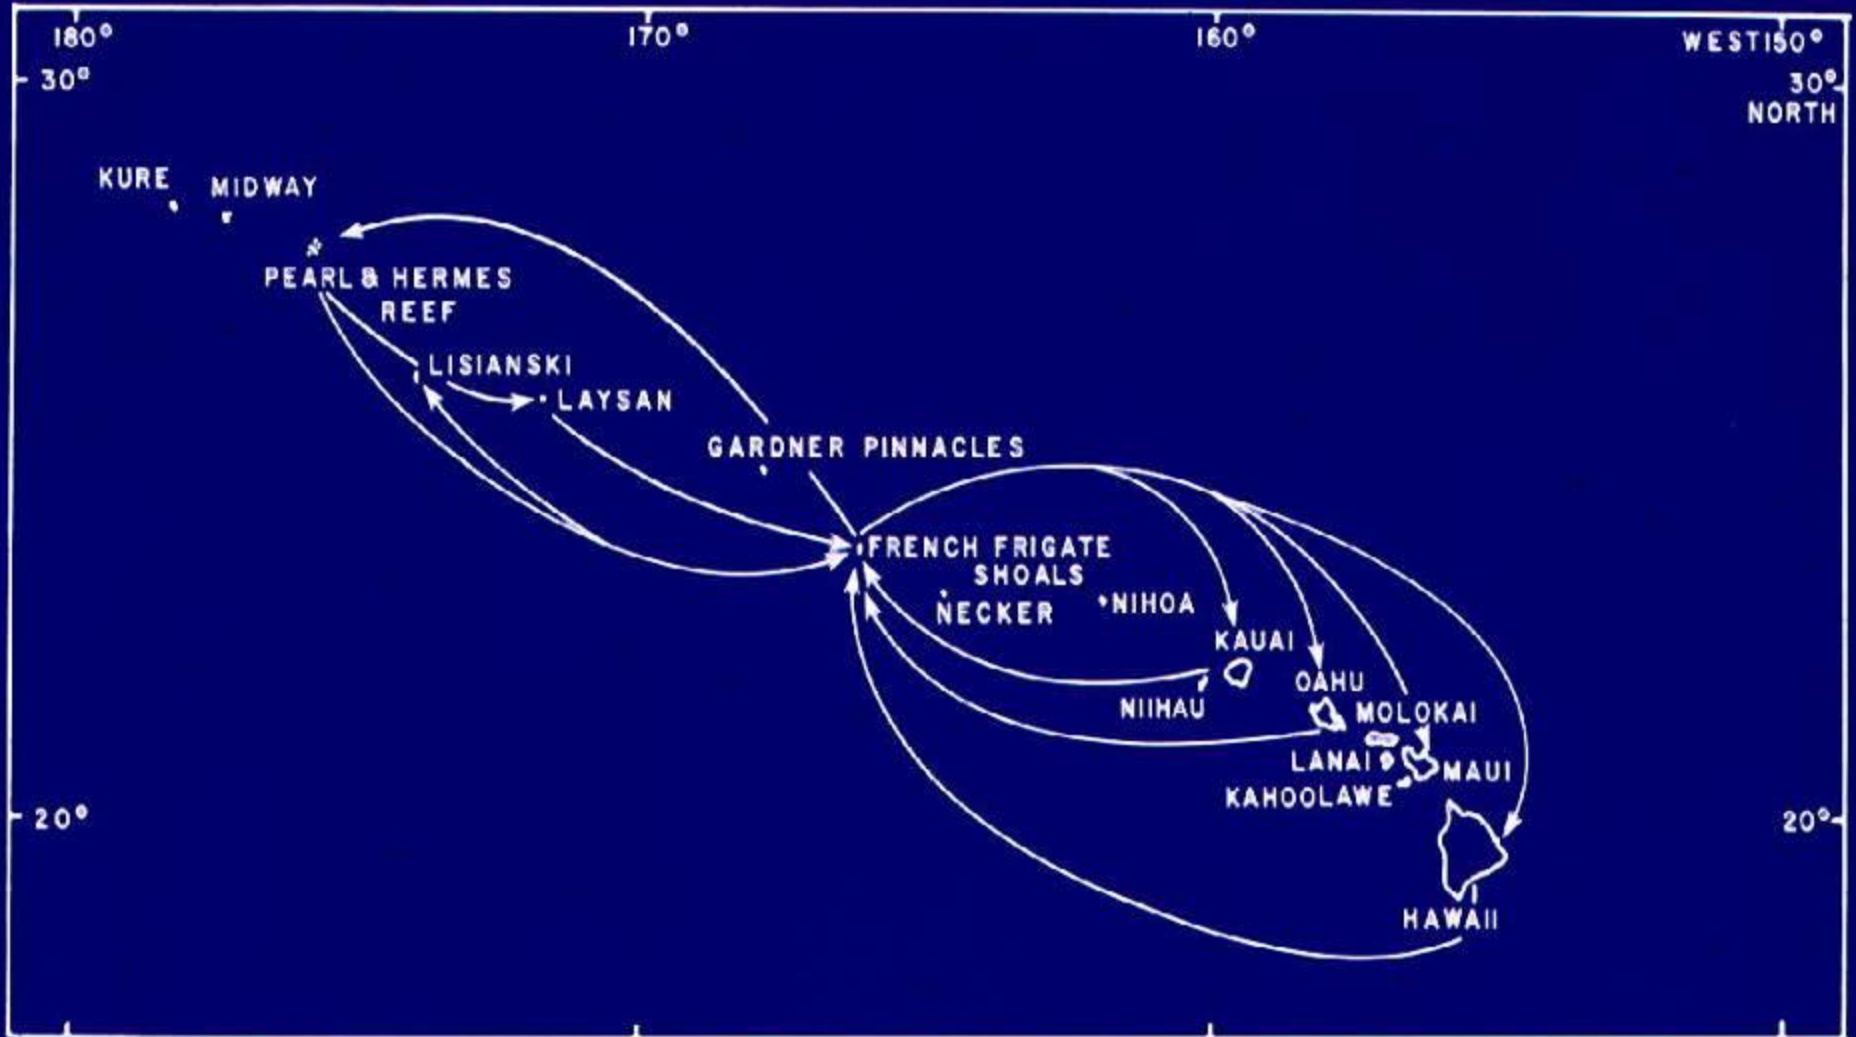 180°
170°
160°
WEST150°
30°
30°
NORTH
KURE
MIDWAY
PEARL & HERMES
REEF
LISIANSKI
LAYSAN
GARDNER PINNACLES
FRENCH FRIGATE
SHOALS
NECKER
NIHOA
KAUAI
NIIHAU
OAHU
MOLOKAI
LANAI
MAUI
KAHOOLAWE
20°
20°
HAWAII